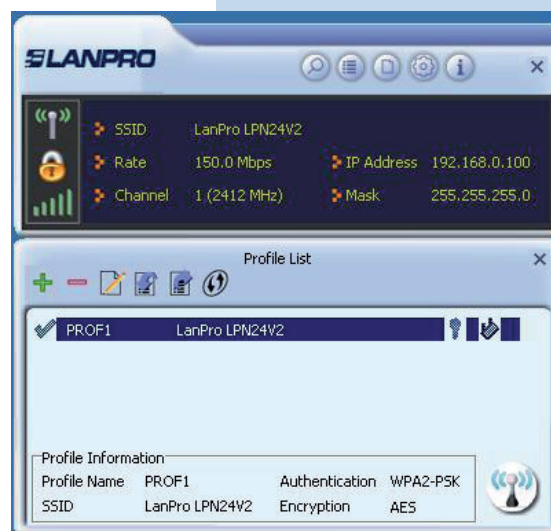 SLANPRO
SSID LanPro LPN24V2
Rate 150.0 Mbps IP Address 192.168.0.100
Channel 1 (2412 MHz) Mask 255.255.255.0
Profile List
PROF1 LanPro LPN24V2
Profile Information
Profile Name PROF1 Authentication WPA2-PSK
SSID LanPro LPN24V2 Encryption AES